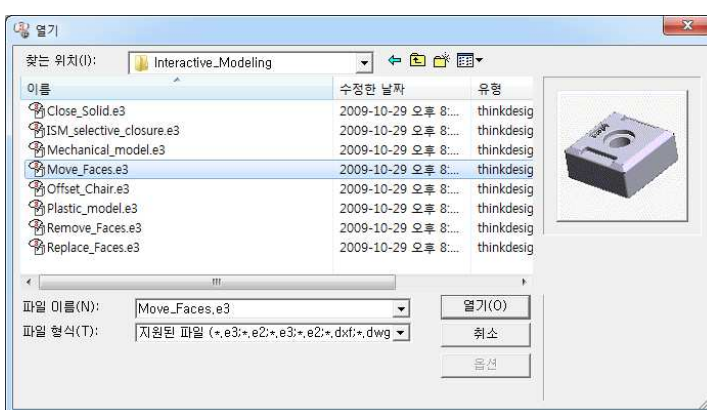 열기
찾는 위치(I): Interactive_Modeling
이름 수정한 날짜 유형
Close_Solid.e3 2009-10-29 오후 8:... thinkdesig
ISM_selective_closure.e3 2009-10-29 오후 8:... thinkdesig
Mechanical_model.e3 2009-10-29 오후 8:... thinkdesig
Move_Faces.e3 2009-10-29 오후 8:... thinkdesig
Offset_Chair.e3 2009-10-29 오후 8:... thinkdesig
Plastic_model.e3 2009-10-29 오후 8:... thinkdesig
Remove_Faces.e3 2009-10-29 오후 8:... thinkdesig
Replace_Faces.e3 2009-10-29 오후 8:... thinkdesig
파일 이름(N): Move_Faces.e3 열기(O)
파일 형식(T): 지원된 파일 (*.e3;*.e2;*.e3;*.e2;*.dxf;*.dwg 취소
옵션